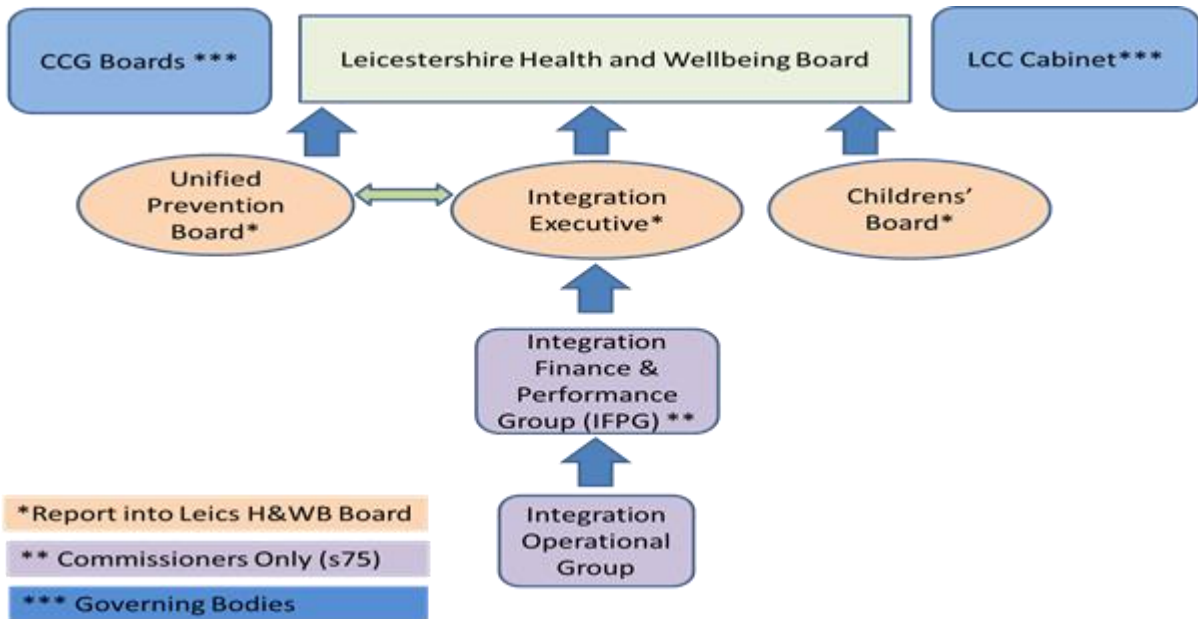 CCG Boards ***
Leicestershire Health and Wellbeing Board
LCC Cabinet***
Unified
Prevention
Board*
Integration
Executive*
Childrens’
Board*
Integration
Finance &
Performance
Group (IFPG) **
Integration
Operational
Group
*Report into Leics H&WB Board
** Commissioners Only (s75)
*** Governing Bodies